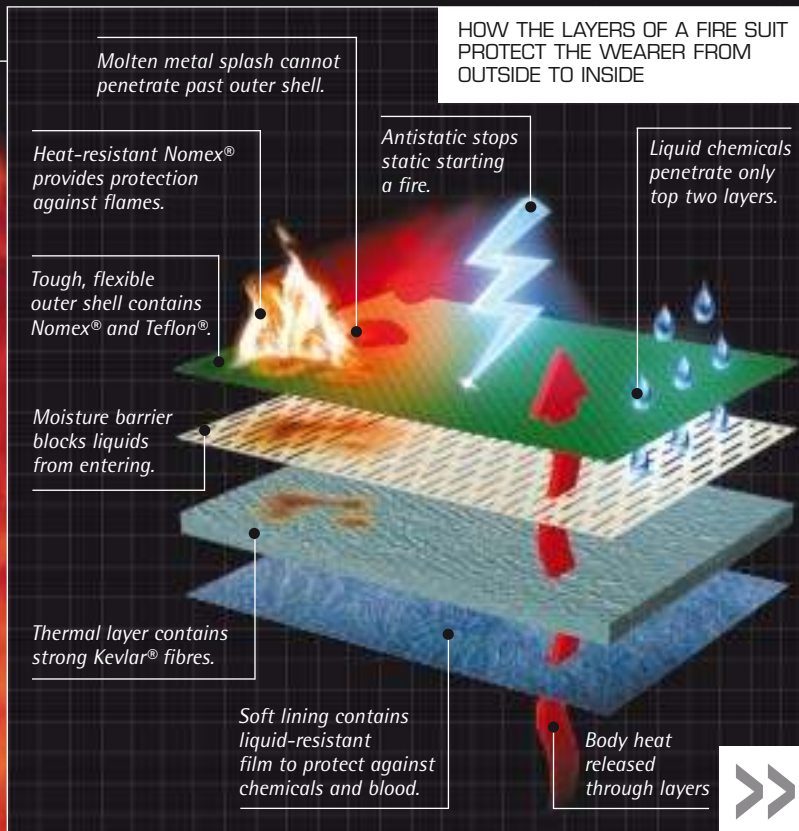 HOW THE LAYERS OF A FIRE SUIT
PROTECT THE WEARER FROM
OUTSIDE TO INSIDE
Molten metal splash cannot
penetrate past outer shell.
Heat-resistant Nomex®
provides protection
against flames.
Antistatic stops
static starting
a fire.
Liquid chemicals
penetrate only
top two layers.
Tough, flexible
outer shell contains
Nomex® and Teflon®.
Moisture barrier
blocks liquids
from entering.
Thermal layer contains
strong Kevlar® fibres.
Soft lining contains
liquid-resistant
film to protect against
chemicals and blood.
Body heat
released
through layers